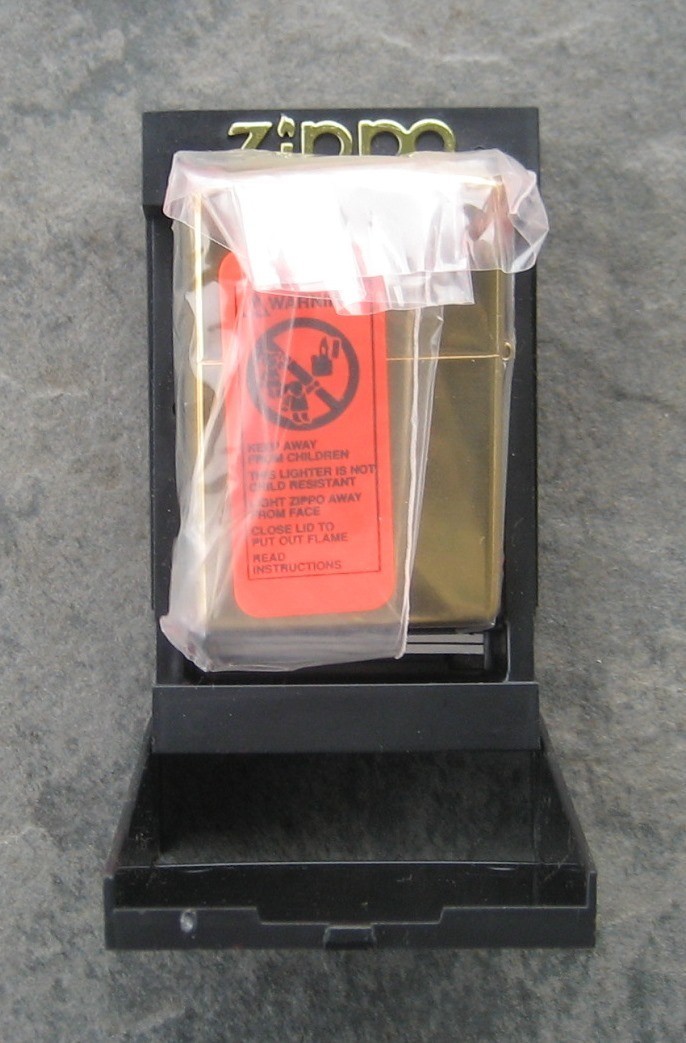 zippo
WARNING
KEEP AWAY
FROM CHILDREN
THIS LIGHTER IS NOT
CHILD RESISTANT
LIGHT ZIPPO AWAY
FROM FACE
CLOSE LID TO
PUT OUT FLAME
READ
INSTRUCTIONS